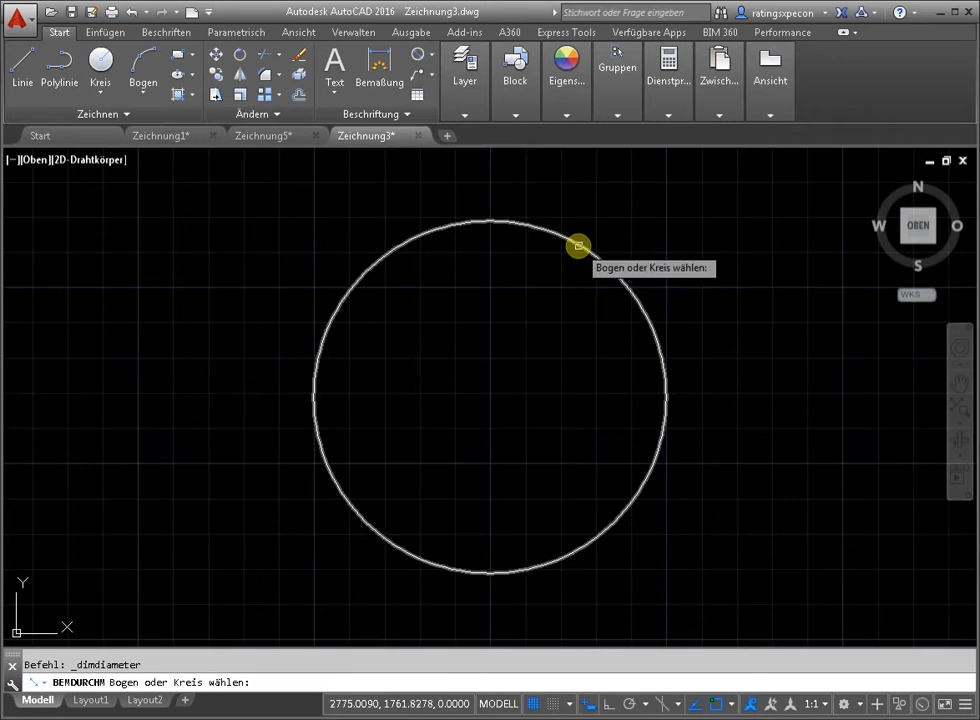 Autodesk AutoCAD 2016 Zeichnung3.dwg
Stichwort oder Frage eingeben
ratingsxpecon
Start Einfügen Beschriften Parametrisch Ansicht Verwalten Ausgabe Add-ins A360 Express Tools Verfügbare Apps BIM 360 Performance
Linie Polylinie Kreis Bogen Text Bemaßung Layer Block Eigens... Gruppen Dienstpr... Zwisch... Ansicht
Zeichnen Ändern Beschriftung
Start Zeichnung1* Zeichnung5* Zeichnung3*
[−][Oben][2D-Drahtkörper]
N
W OBEN O
S
WKS
Bogen oder Kreis wählen:
Y
X
Befehl: _dimdiameter
BEMDURCHM Bogen oder Kreis wählen:
Modell Layout1 Layout2 + 2775.0090, 1761.8278, 0.0000 MODELL 1:1